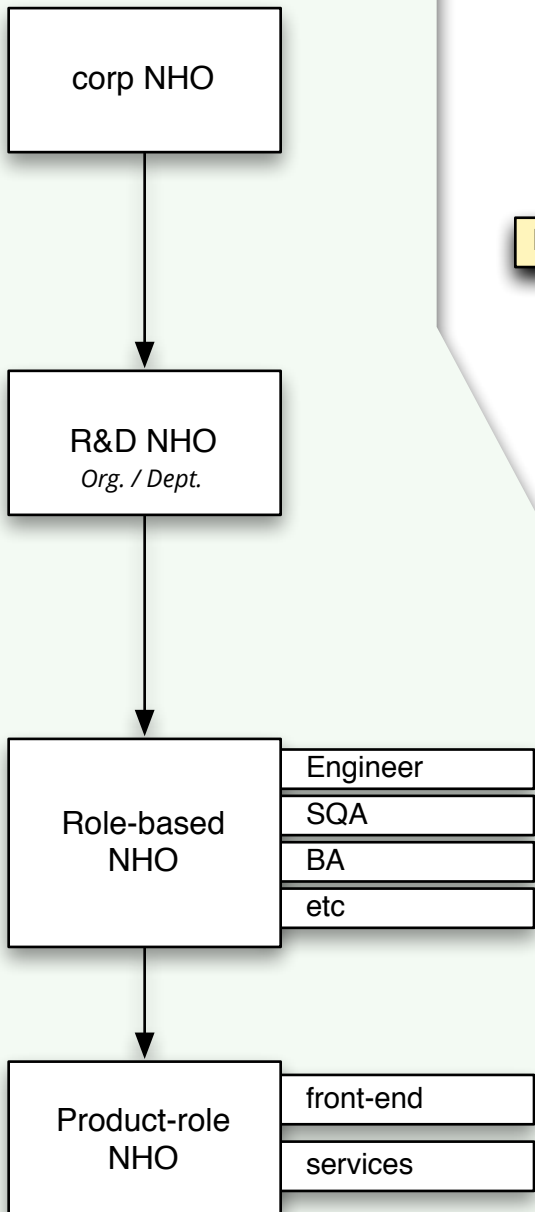 corp NHO
R&D NHO
Org. / Dept.
Role-based
NHO
Engineer
SQA
BA
etc
Product-role
NHO
front-end
services